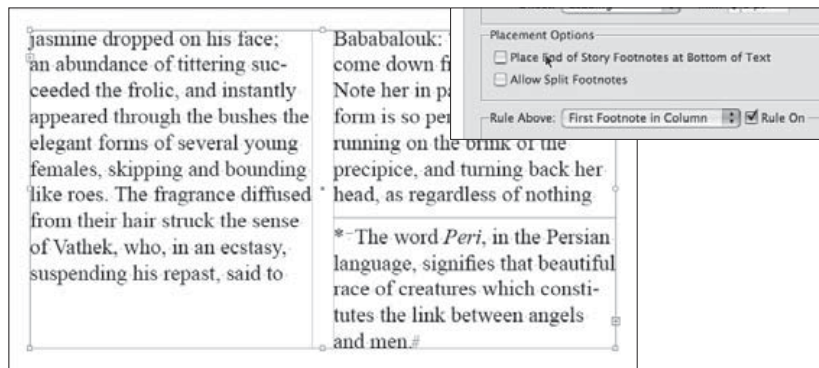 jasmine dropped on his face;
an abundance of tittering suc-
ceeded the frolic, and instantly
appeared through the bushes the
elegant forms of several young
females, skipping and bounding
like roes. The fragrance diffused
from their hair struck the sense
of Vathek, who, in an ecstasy,
suspending his repast, said to
Bababalouk:
come down
Note her in
form is so
running on the brink of the
precipice, and turning back her
head, as regardless of nothing
* The word Peri, in the Persian
language, signifies that beautiful
race of creatures which consti-
tutes the link between angels
and men.#
Placement Options
Place End of Story Footnotes at Bottom of Text
Allow Split Footnotes
Rule Above: First Footnote in Column Rule On